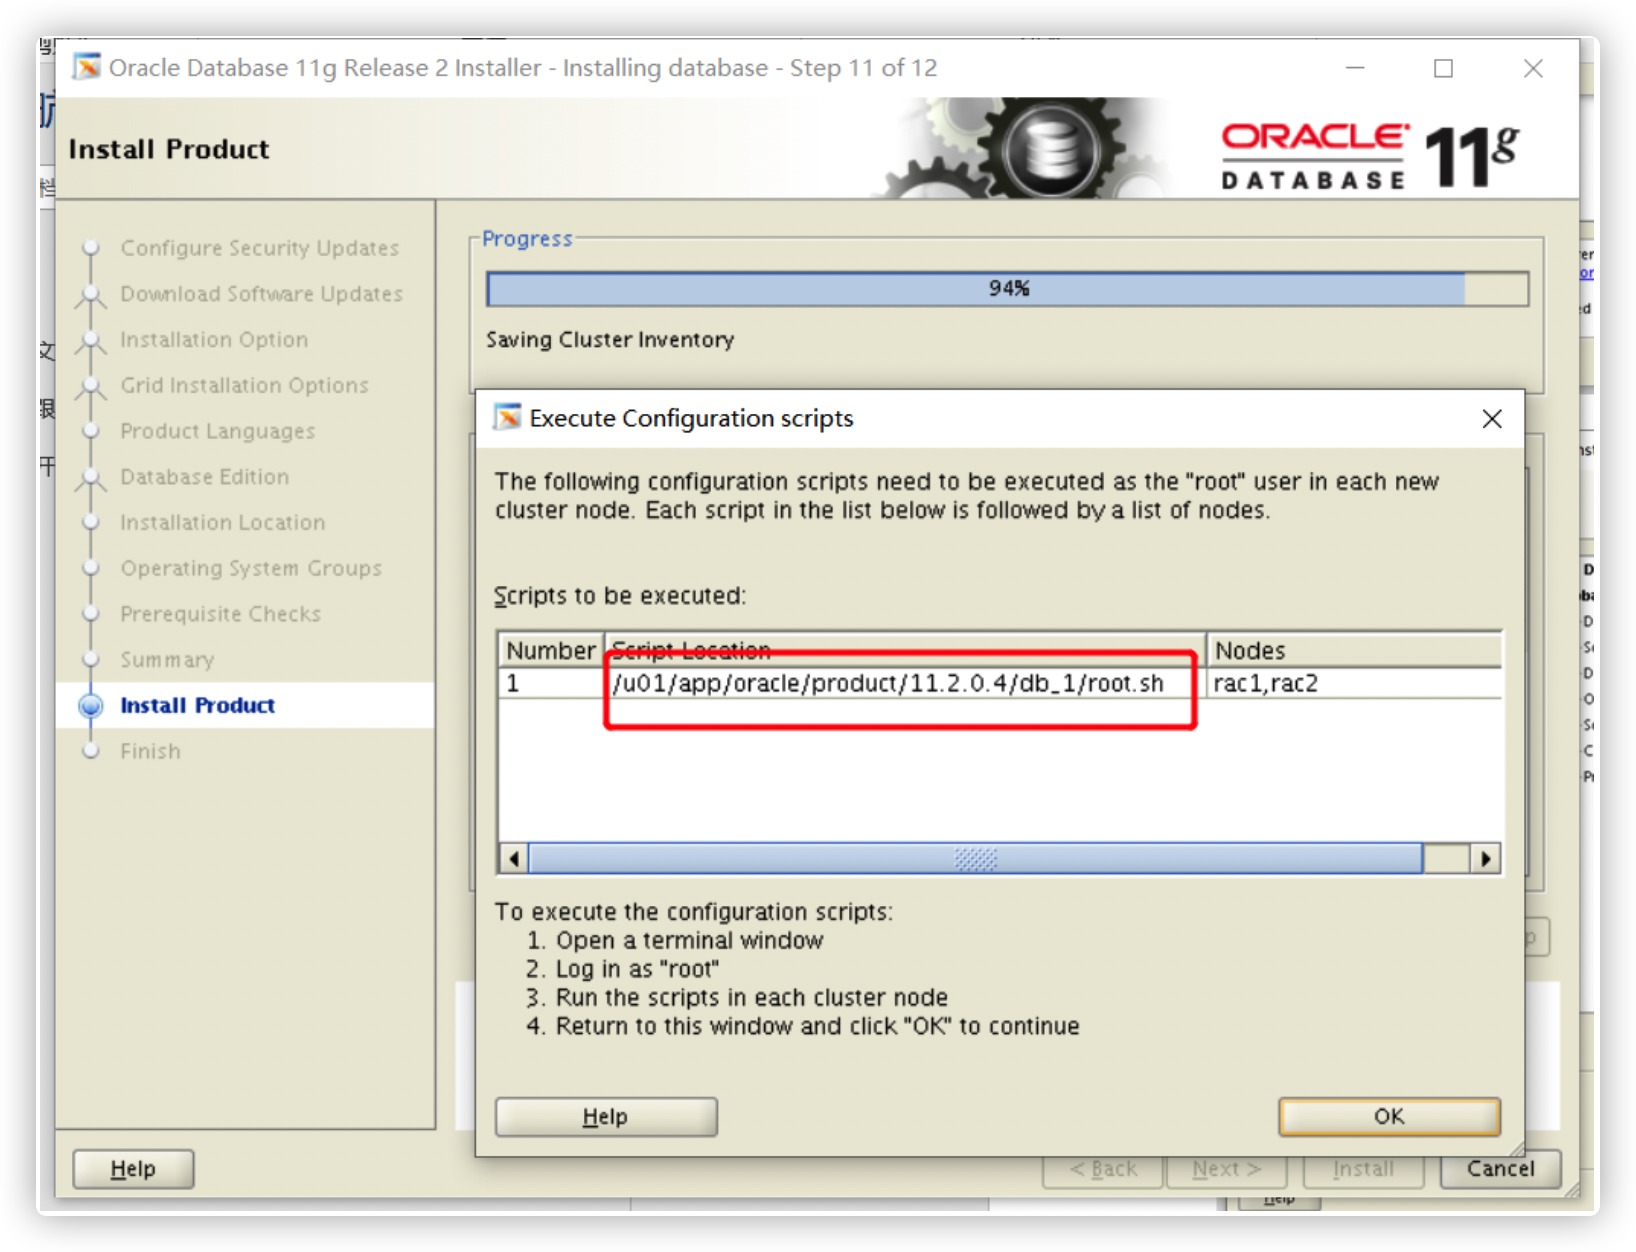 Oracle Database 11g Release 2 Installer - Installing database - Step 11 of 12
Install Product
ORACLE 11g
DATABASE
Configure Security Updates
Download Software Updates
Installation Option
Grid Installation Options
Product Languages
Database Edition
Installation Location
Operating System Groups
Prerequisite Checks
Summary
Install Product
Finish
Progress
94%
Saving Cluster Inventory
Execute Configuration scripts
The following configuration scripts need to be executed as the "root" user in each new
cluster node. Each script in the list below is followed by a list of nodes.
Scripts to be executed:
Number Script Location Nodes
1 /u01/app/oracle/product/11.2.0.4/db_1/root.sh rac1,rac2
To execute the configuration scripts:
1. Open a terminal window
2. Log in as "root"
3. Run the scripts in each cluster node
4. Return to this window and click "OK" to continue
Help OK
Help < Back Next > Install Cancel
Help